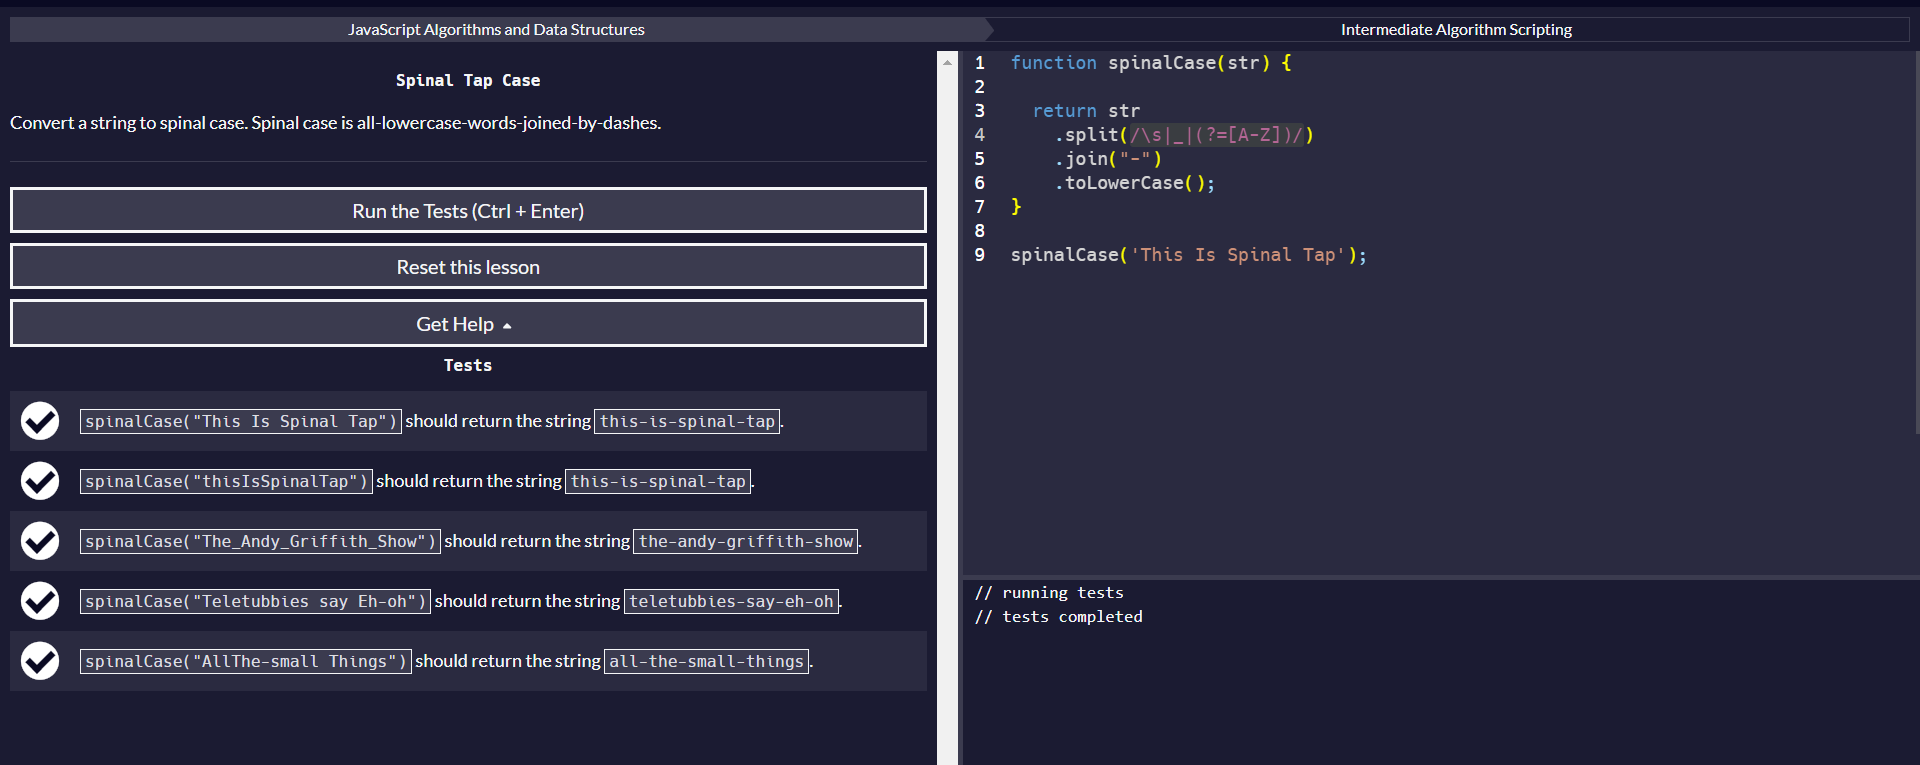 JavaScript Algorithms and Data Structures
Intermediate Algorithm Scripting
Spinal Tap Case
Convert a string to spinal case. Spinal case is all-lowercase-words-joined-by-dashes.
Run the Tests (Ctrl + Enter)
Reset this lesson
Get Help
Tests
spinalCase("This Is Spinal Tap") should return the string this-is-spinal-tap.
spinalCase("thisIsSpinalTap") should return the string this-is-spinal-tap.
spinalCase("The_Andy_Griffith_Show") should return the string the-andy-griffith-show.
spinalCase("Teletubbies say Eh-oh") should return the string teletubbies-say-eh-oh.
spinalCase("AllThe-small Things") should return the string all-the-small-things.
1 function spinalCase(str) {
2
3   return str
4     .split(/\s|_|(?=[A-Z])/)
5     .join("-")
6     .toLowerCase();
7 }
8
9 spinalCase('This Is Spinal Tap');
// running tests
// tests completed